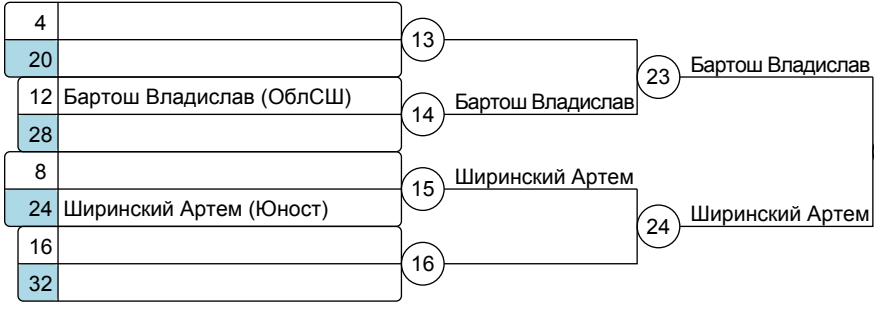 4
13
20
23 Бартош Владислав
12 Бартош Владислав (ОблСШ)
14 Бартош Владислав
28
8
15 Ширинский Артем
24 Ширинский Артем (Юност)
24 Ширинский Артем
16
16
32